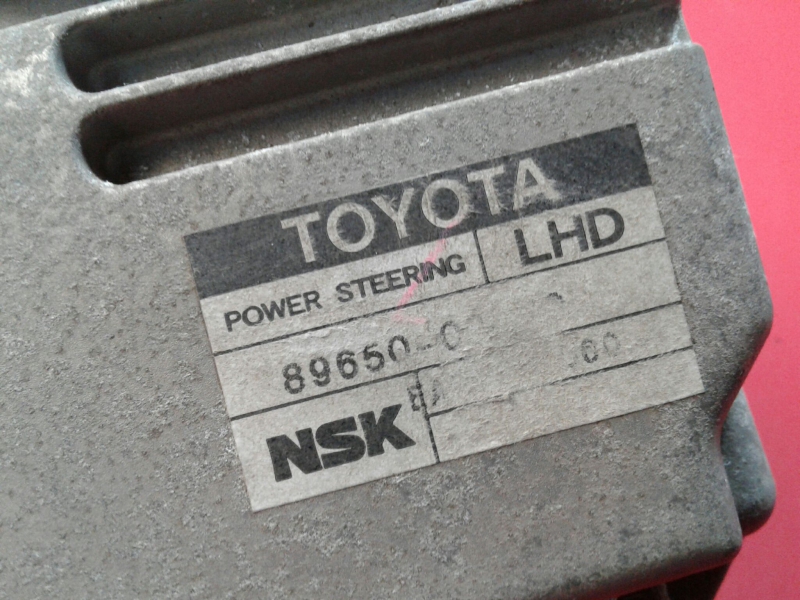 TOYOTA
POWER STEERING LHD
89650-0
NSK